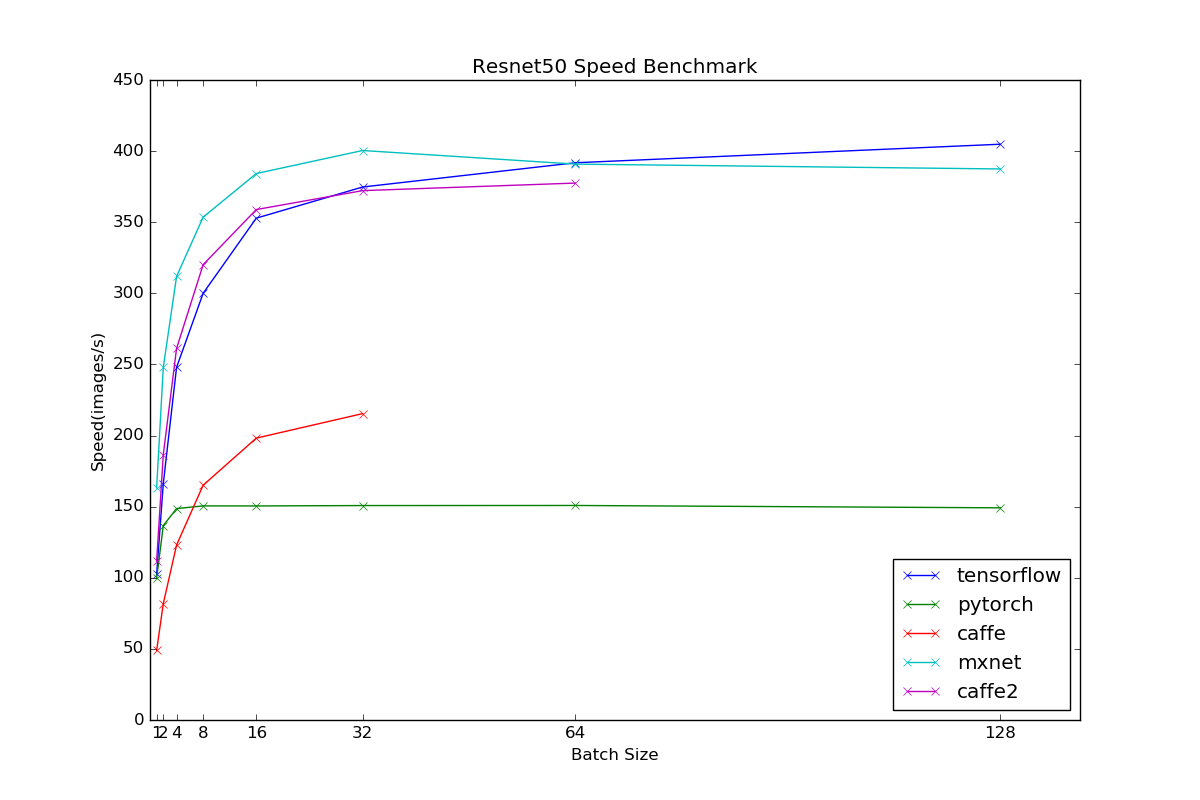 Resnet50 Speed Benchmark
450
400
350
300
250
200
150
100
50
0
Speed(images/s)
1 2 4 8 16 32 64 128
Batch Size
tensorflow
pytorch
caffe
mxnet
caffe2